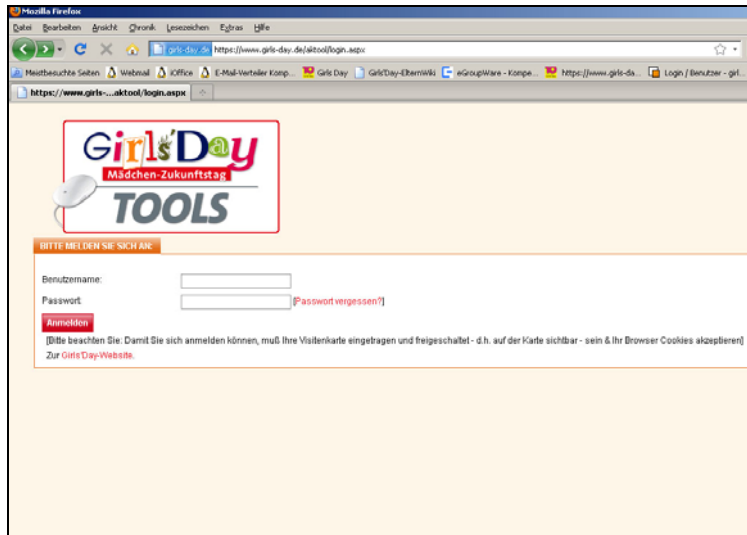 Mozilla Firefox
Datei Bearbeiten Ansicht Chronik Lesezeichen Extras Hilfe
girls-day.de https://www.girls-day.de/aktool/login.aspx
Meistbesuchte Seiten Webmail iOffice E-Mail-Verteiler Komp... Girls Day Girls'Day-ElternWiki eGroupWare - Kompe... https://www.girls-da... Login / Benutzer - girl...
https://www.girls-...aktool/login.aspx
Girls'Day
Mädchen-Zukunftstag
TOOLS
BITTE MELDEN SIE SICH AN:
Benutzername:
Passwort: [Passwort vergessen?]
Anmelden
[Bitte beachten Sie: Damit Sie sich anmelden können, muß Ihre Visitenkarte eingetragen und freigeschaltet - d.h. auf der Karte sichtbar - sein & Ihr Browser Cookies akzeptieren]
Zur Girls'Day-Website.